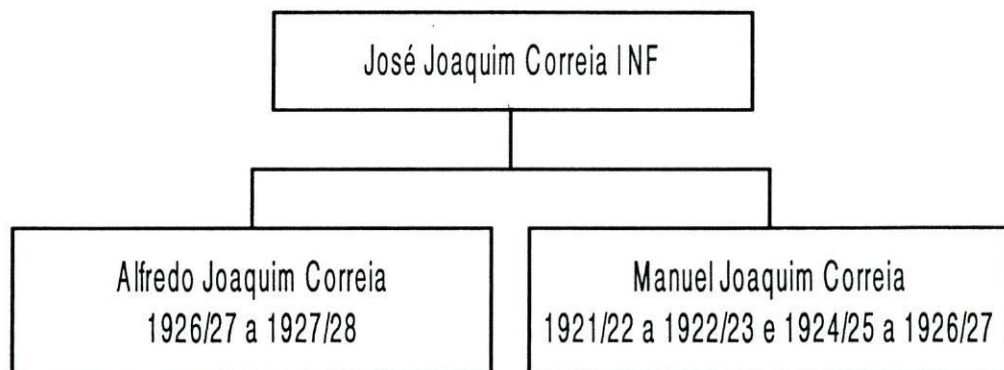 José Joaquim Correia INF
Alfredo Joaquim Correia
1926/27 a 1927/28
Manuel Joaquim Correia
1921/22 a 1922/23 e 1924/25 a 1926/27